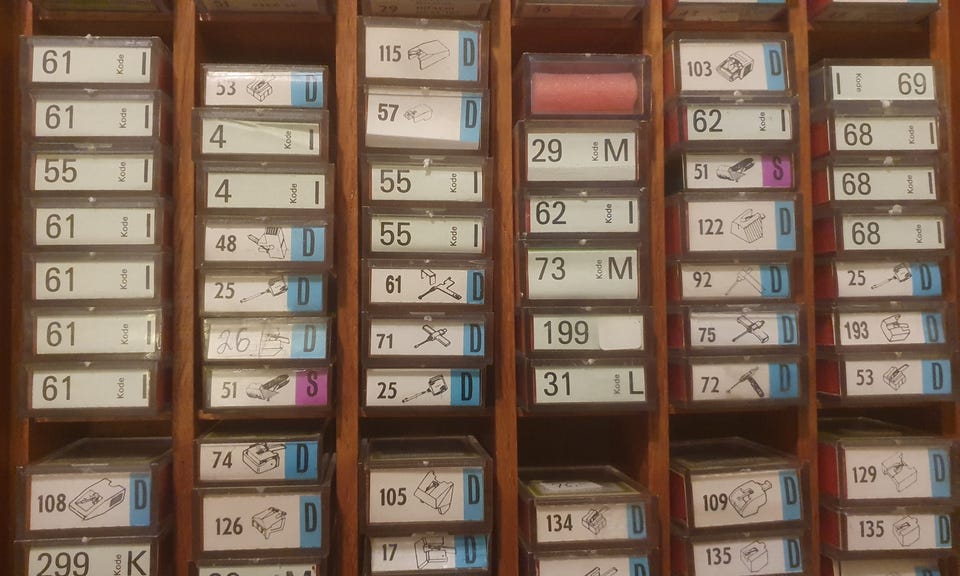 61 Kode I
61 Kode I
55 Kode I
61 Kode I
61 Kode I
61 Kode I
61 Kode I
108 D
299 K
53 D
4 Kode I
4 Kode I
48 D
25 D
26 D
51 S
74 D
126 D
115 D
57 D
55 Kode I
55 Kode I
61 D
71 D
25 D
105 D
17 D
29 Kode M
62 Kode I
73 Kode M
199
31 Kode L
134 D
103 D
62 Kode I
51 S
122 D
92 D
75 D
72 D
109 D
135 D
I Kode 69
68 Kode I
68 Kode I
68 Kode I
25 D
193 D
53 D
129 D
135 D